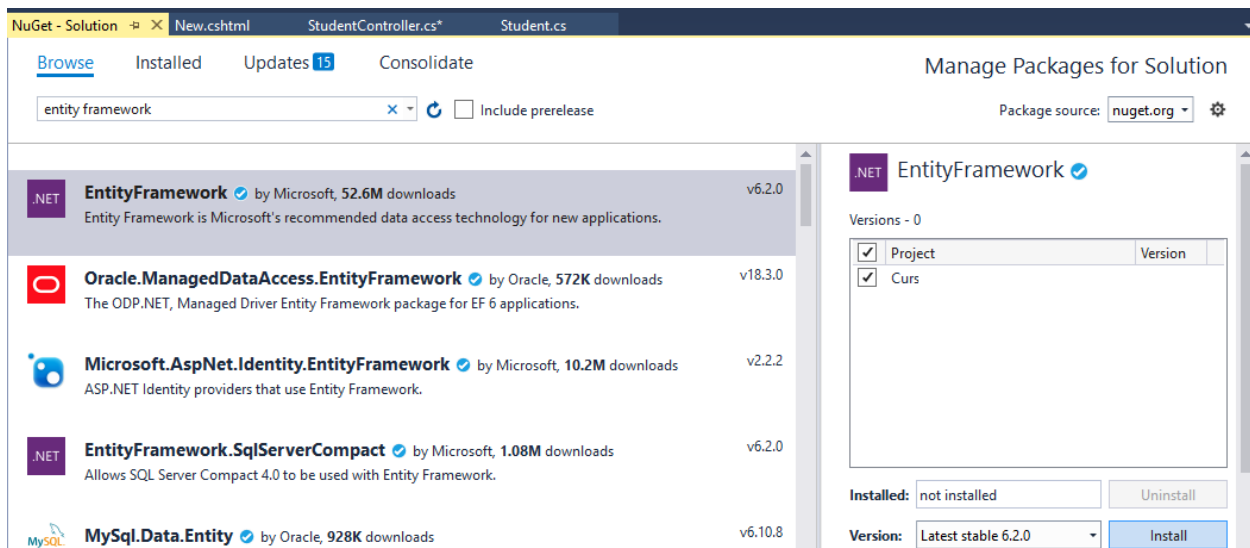 NuGet - Solution New.cshtml StudentController.cs* Student.cs
Browse Installed Updates 15 Consolidate
Manage Packages for Solution
entity framework
Include prerelease
Package source: nuget.org
.NET
EntityFramework by Microsoft, 52.6M downloads
v6.2.0
Entity Framework is Microsoft's recommended data access technology for new applications.
Oracle.ManagedDataAccess.EntityFramework by Oracle, 572K downloads
v18.3.0
The ODP.NET, Managed Driver Entity Framework package for EF 6 applications.
Microsoft.AspNet.Identity.EntityFramework by Microsoft, 10.2M downloads
v2.2.2
ASP.NET Identity providers that use Entity Framework.
.NET
EntityFramework.SqlServerCompact by Microsoft, 1.08M downloads
v6.2.0
Allows SQL Server Compact 4.0 to be used with Entity Framework.
MySQL
MySql.Data.Entity by Oracle, 928K downloads
v6.10.8
.NET
EntityFramework
Versions - 0
Project Version
Curs
Installed: not installed Uninstall
Version: Latest stable 6.2.0 Install